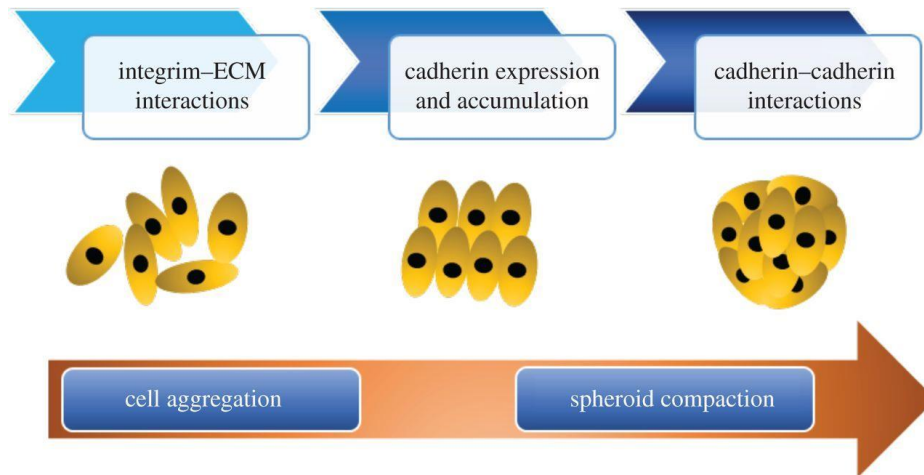 integrim–ECM
interactions
cadherin expression
and accumulation
cadherin–cadherin
interactions
cell aggregation
spheroid compaction